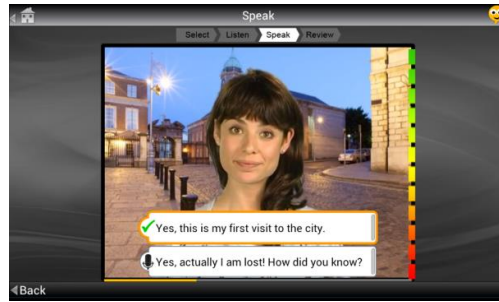 Speak
Select Listen Speak Review
Yes, this is my first visit to the city.
Yes, actually I am lost! How did you know?
Back